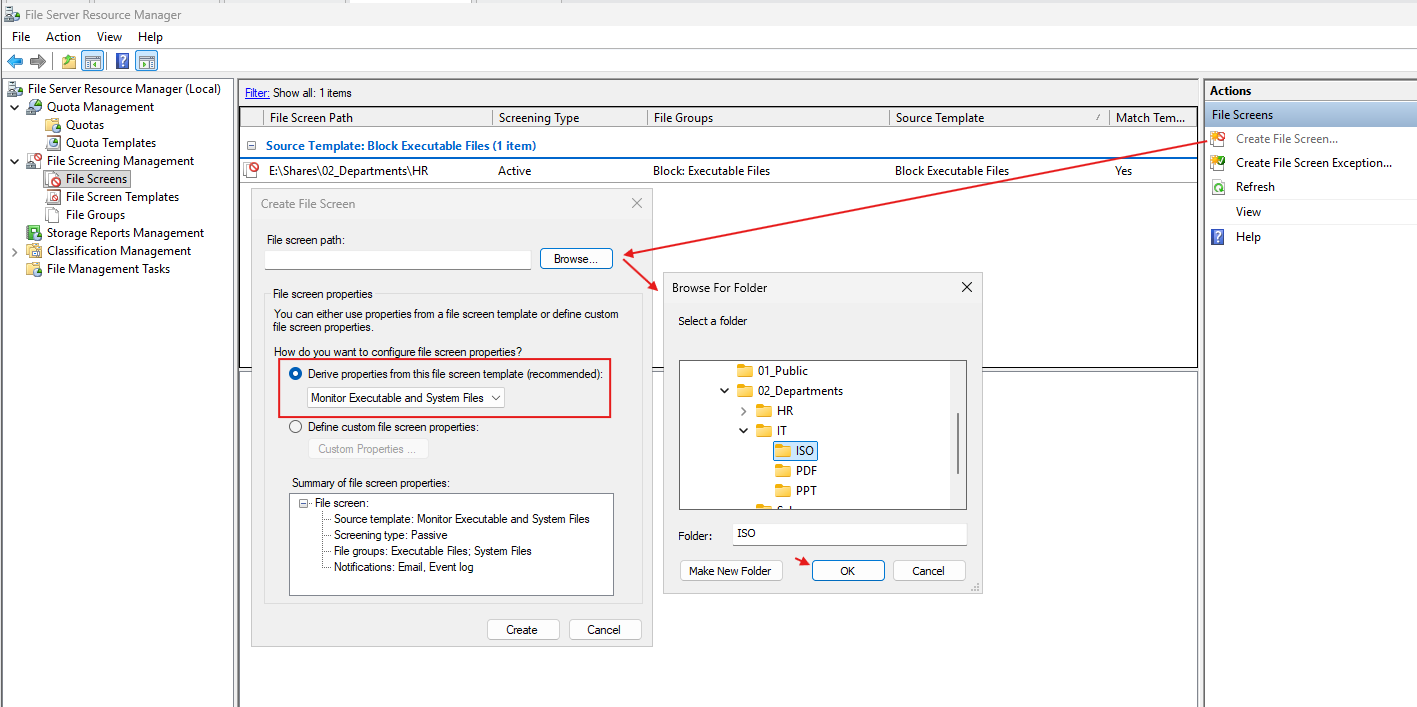 File Server Resource Manager
File Action View Help
File Server Resource Manager (Local)
Quota Management
Quotas
Quota Templates
File Screening Management
File Screens
File Screen Templates
File Groups
Storage Reports Management
Classification Management
File Management Tasks
Filter: Show all: 1 items
File Screen Path Screening Type File Groups Source Template Match Tem...
Source Template: Block Executable Files (1 item)
E:\Shares\02_Departments\HR Active Block: Executable Files Block Executable Files Yes
Create File Screen
File screen path:
Browse...
File screen properties
You can either use properties from a file screen template or define custom
file screen properties.
How do you want to configure file screen properties?
Derive properties from this file screen template (recommended):
Monitor Executable and System Files
Define custom file screen properties:
Custom Properties ...
Summary of file screen properties:
File screen:
Source template: Monitor Executable and System Files
Screening type: Passive
File groups: Executable Files; System Files
Notifications: Email, Event log
Create Cancel
Browse For Folder
Select a folder
01_Public
02_Departments
HR
IT
ISO
PDF
PPT
Folder: ISO
Make New Folder OK Cancel
Actions
File Screens
Create File Screen...
Create File Screen Exception...
Refresh
View
Help